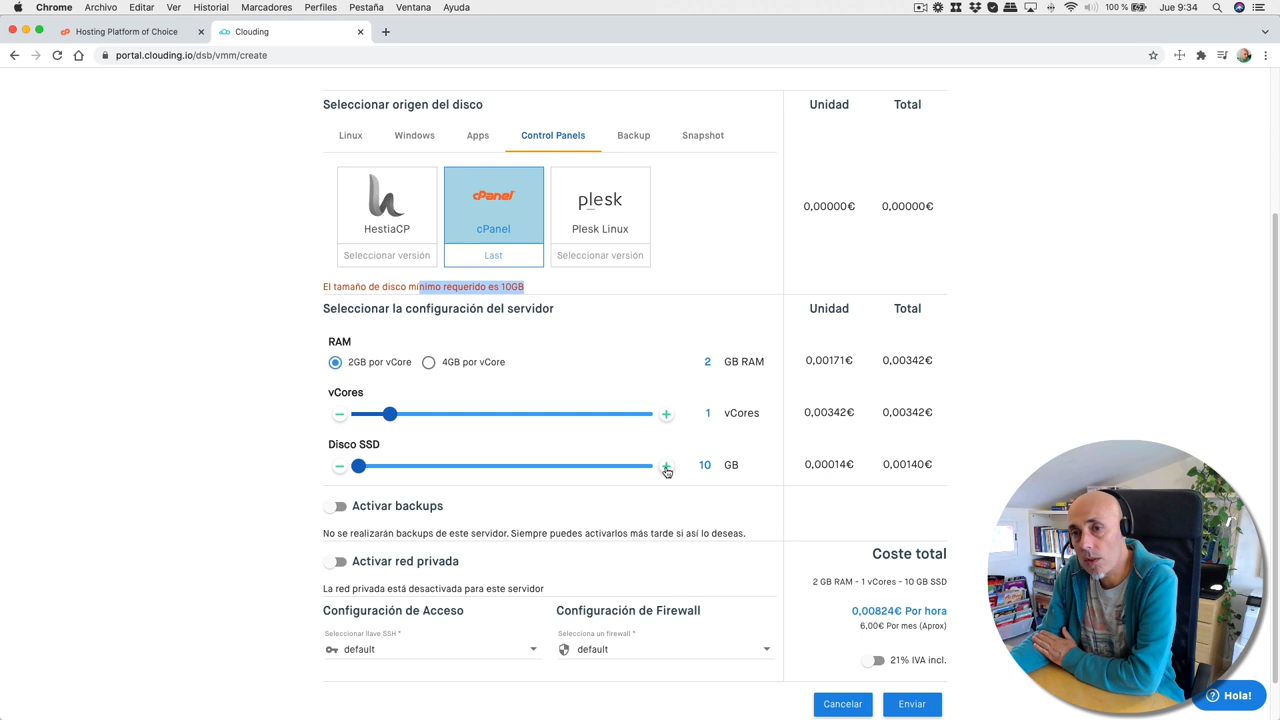 Chrome Archivo Editar Ver Historial Marcadores Perfiles Pestaña Ventana Ayuda 100 % Jue 9:34
Hosting Platform of Choice Clouding
portal.clouding.io/dsb/vmm/create
Seleccionar origen del disco Unidad Total
Linux Windows Apps Control Panels Backup Snapshot
cPanel plesk
0,00000€ 0,00000€
HestiaCP cPanel Plesk Linux
Seleccionar versión Last Seleccionar versión
El tamaño de disco mínimo requerido es 10GB
Seleccionar la configuración del servidor Unidad Total
RAM
2GB por vCore 4GB por vCore 2 GB RAM 0,00171€ 0,00342€
vCores
1 vCores 0,00342€ 0,00342€
Disco SSD
10 GB 0,00014€ 0,00140€
Activar backups
No se realizarán backups de este servidor. Siempre puedes activarlos más tarde si así lo deseas.
Coste total
Activar red privada
2 GB RAM - 1 vCores - 10 GB SSD
La red privada está desactivada para este servidor
Configuración de Acceso Configuración de Firewall 0,00824€ Por hora
6,00€ Por mes (Aprox)
Seleccionar llave SSH * Selecciona un firewall *
default default
21% IVA incl.
Cancelar Enviar
¡Hola!